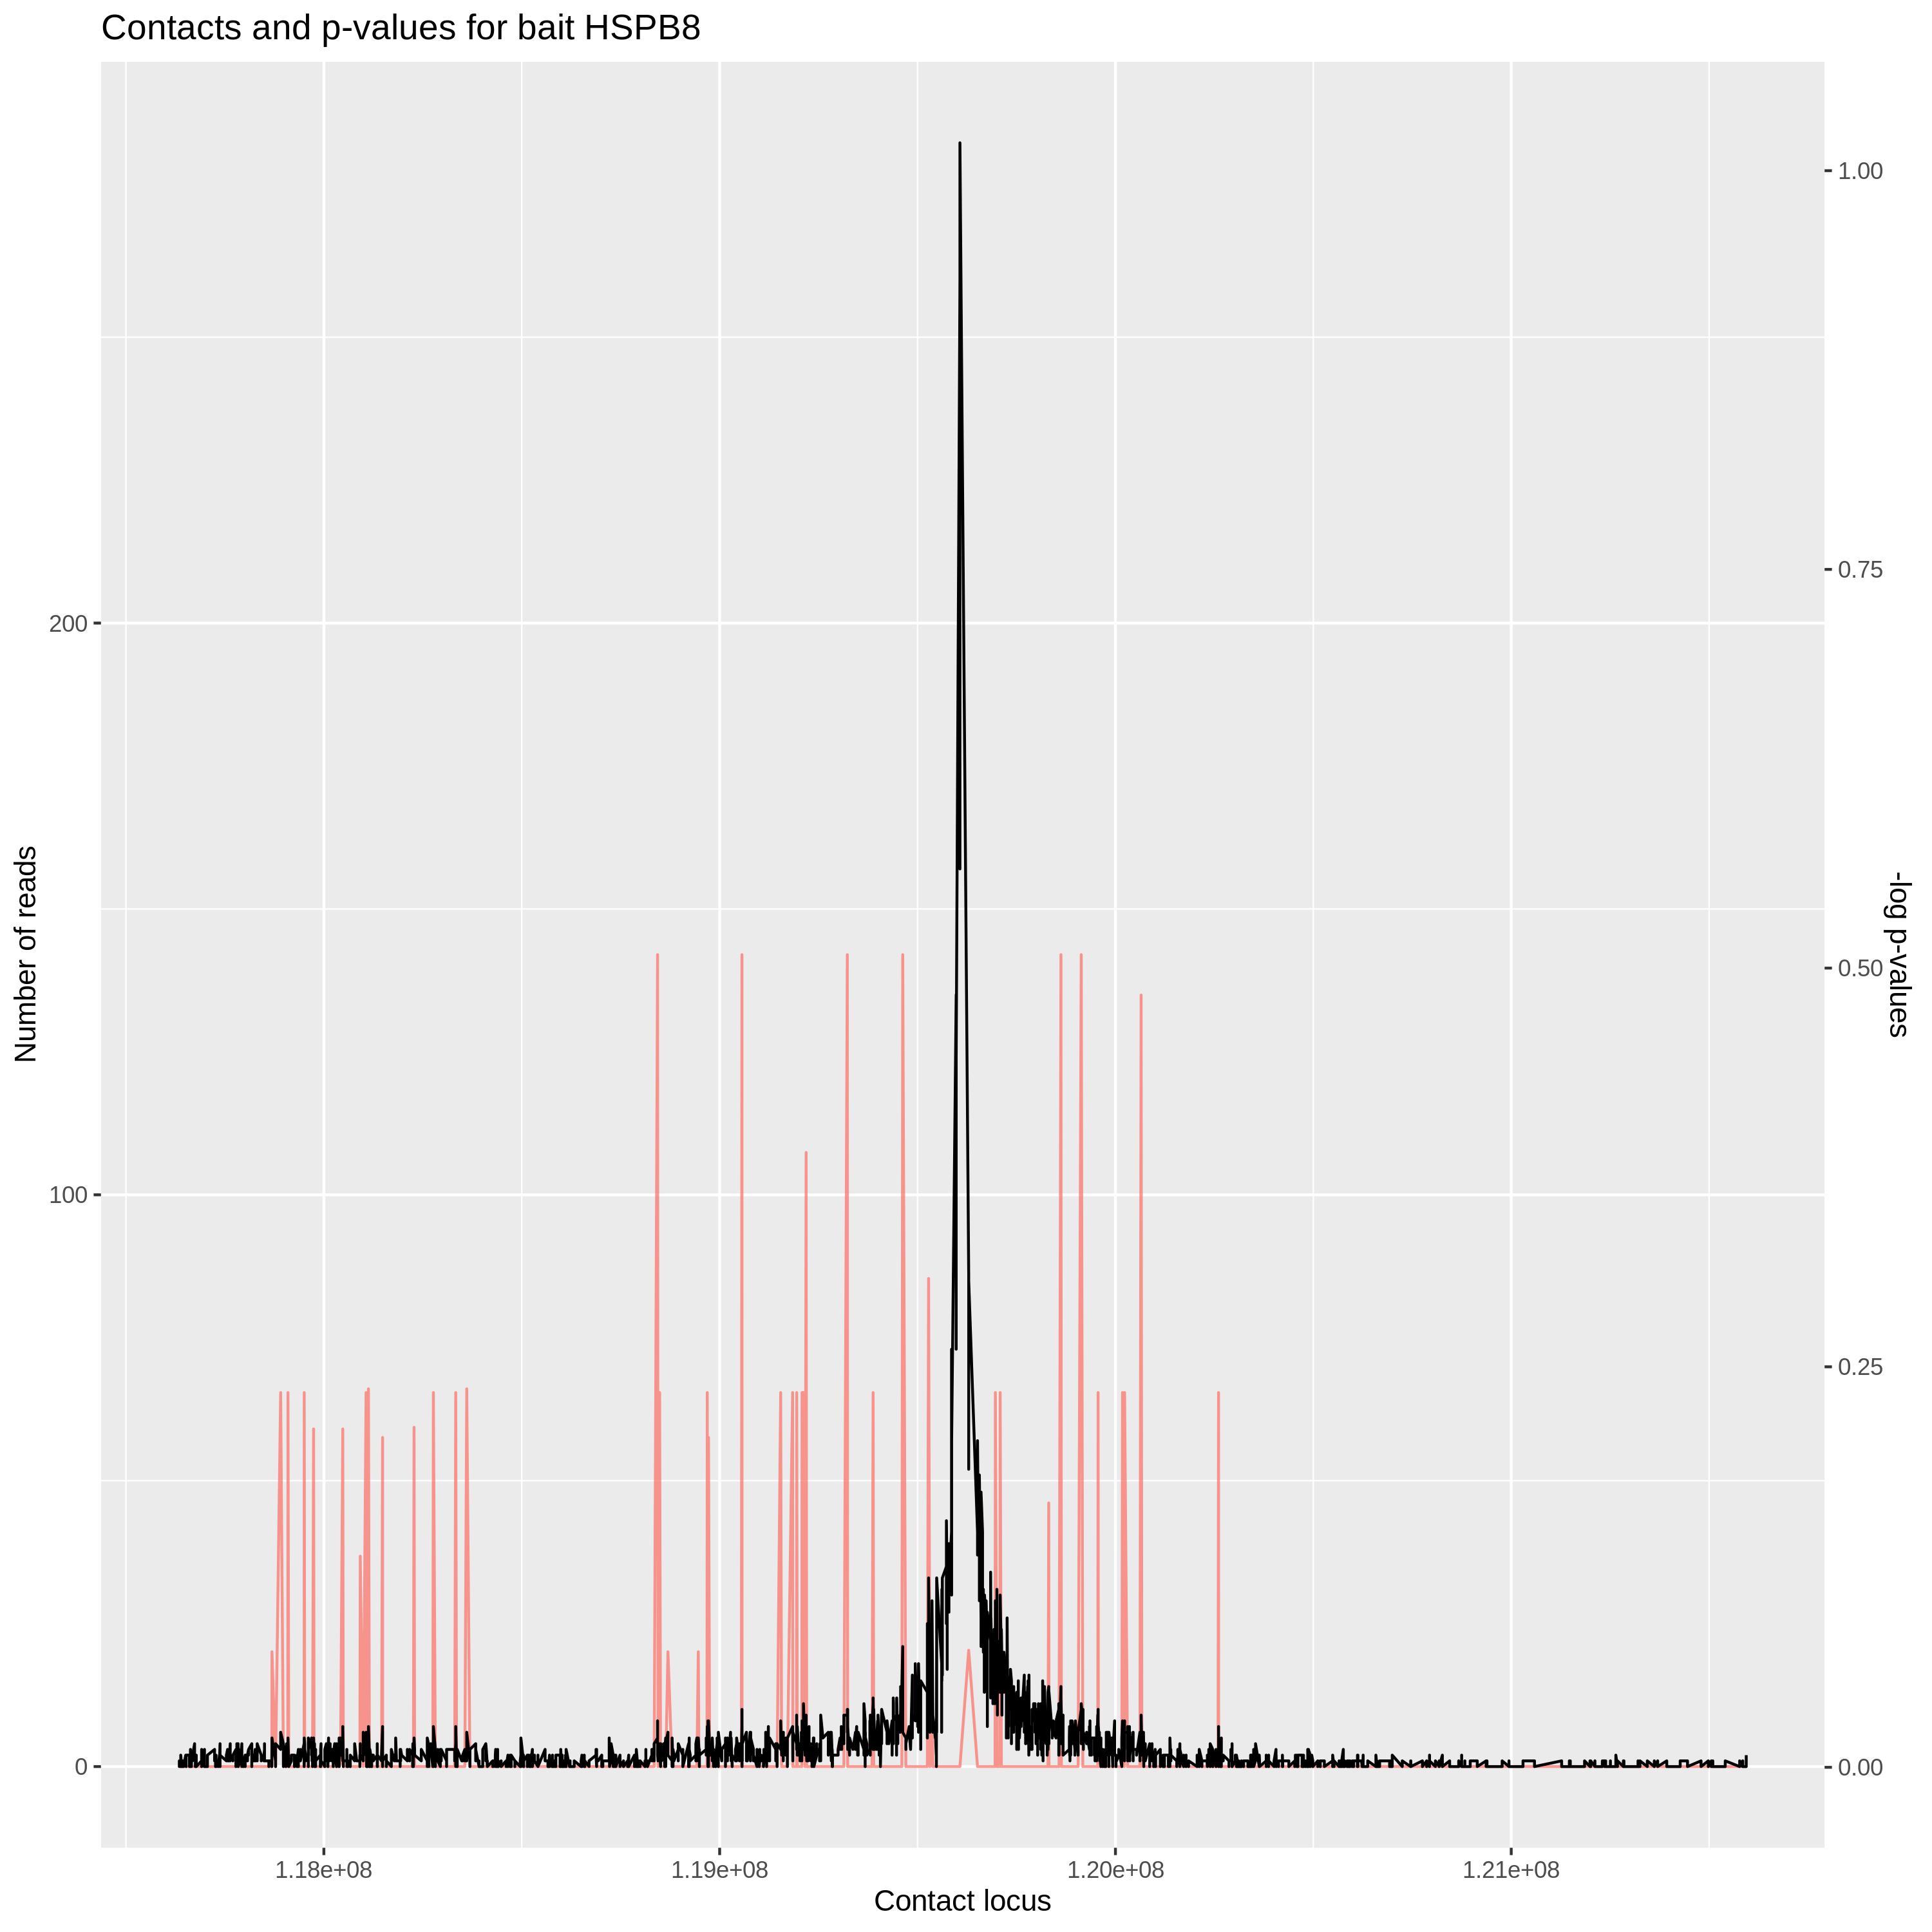 Contacts and p-values for bait HSPB8
Number of reads
200
100
0
1.00
0.75
0.50
0.25
0.00
-log p-values
1.18e+08
1.19e+08
1.20e+08
1.21e+08
Contact locus